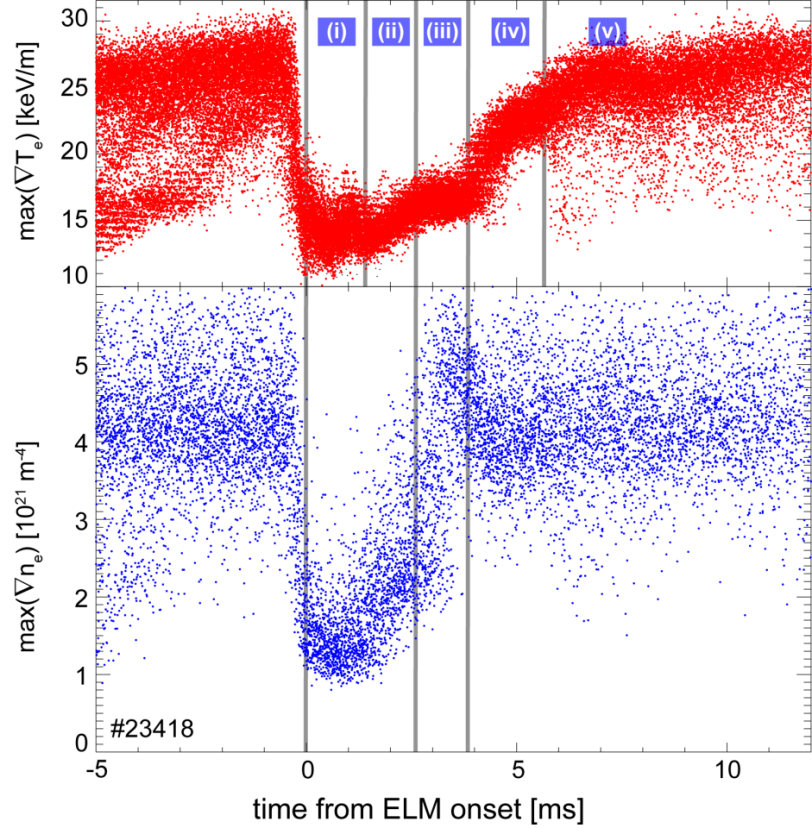 (i) (ii) (iii) (iv) (v)
30
25
20
15
10
max(∇Tₑ) [keV/m]
5
4
3
2
1
0
max(∇nₑ) [10²¹ m⁻⁴]
#23418
-5 0 5 10
time from ELM onset [ms]